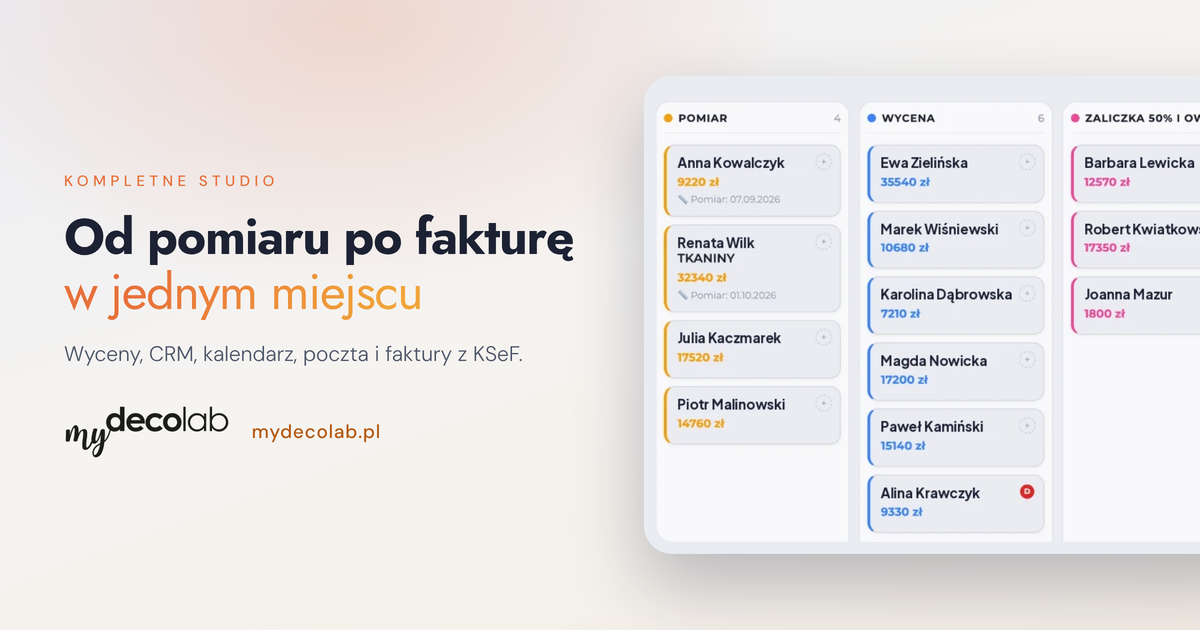 KOMPLETNE STUDIO
Od pomiaru po fakturę
w jednym miejscu
Wyceny, CRM, kalendarz, poczta i faktury z KSeF.
mydecolab
mydecolab.pl
POMIAR 4
Anna Kowalczyk
9220 zł
Pomiar: 07.09.2026
Renata Wilk
TKANINY
32340 zł
Pomiar: 01.10.2026
Julia Kaczmarek
17520 zł
Piotr Malinowski
14760 zł
WYCENA 6
Ewa Zielińska
35540 zł
Marek Wiśniewski
10680 zł
Karolina Dąbrowska
7210 zł
Magda Nowicka
17200 zł
Paweł Kamiński
15140 zł
Alina Krawczyk
D
9330 zł
ZALICZKA 50% I
Barbara Lewicka
12570 zł
Robert
17350 zł
Joanna Mazur
1800 zł